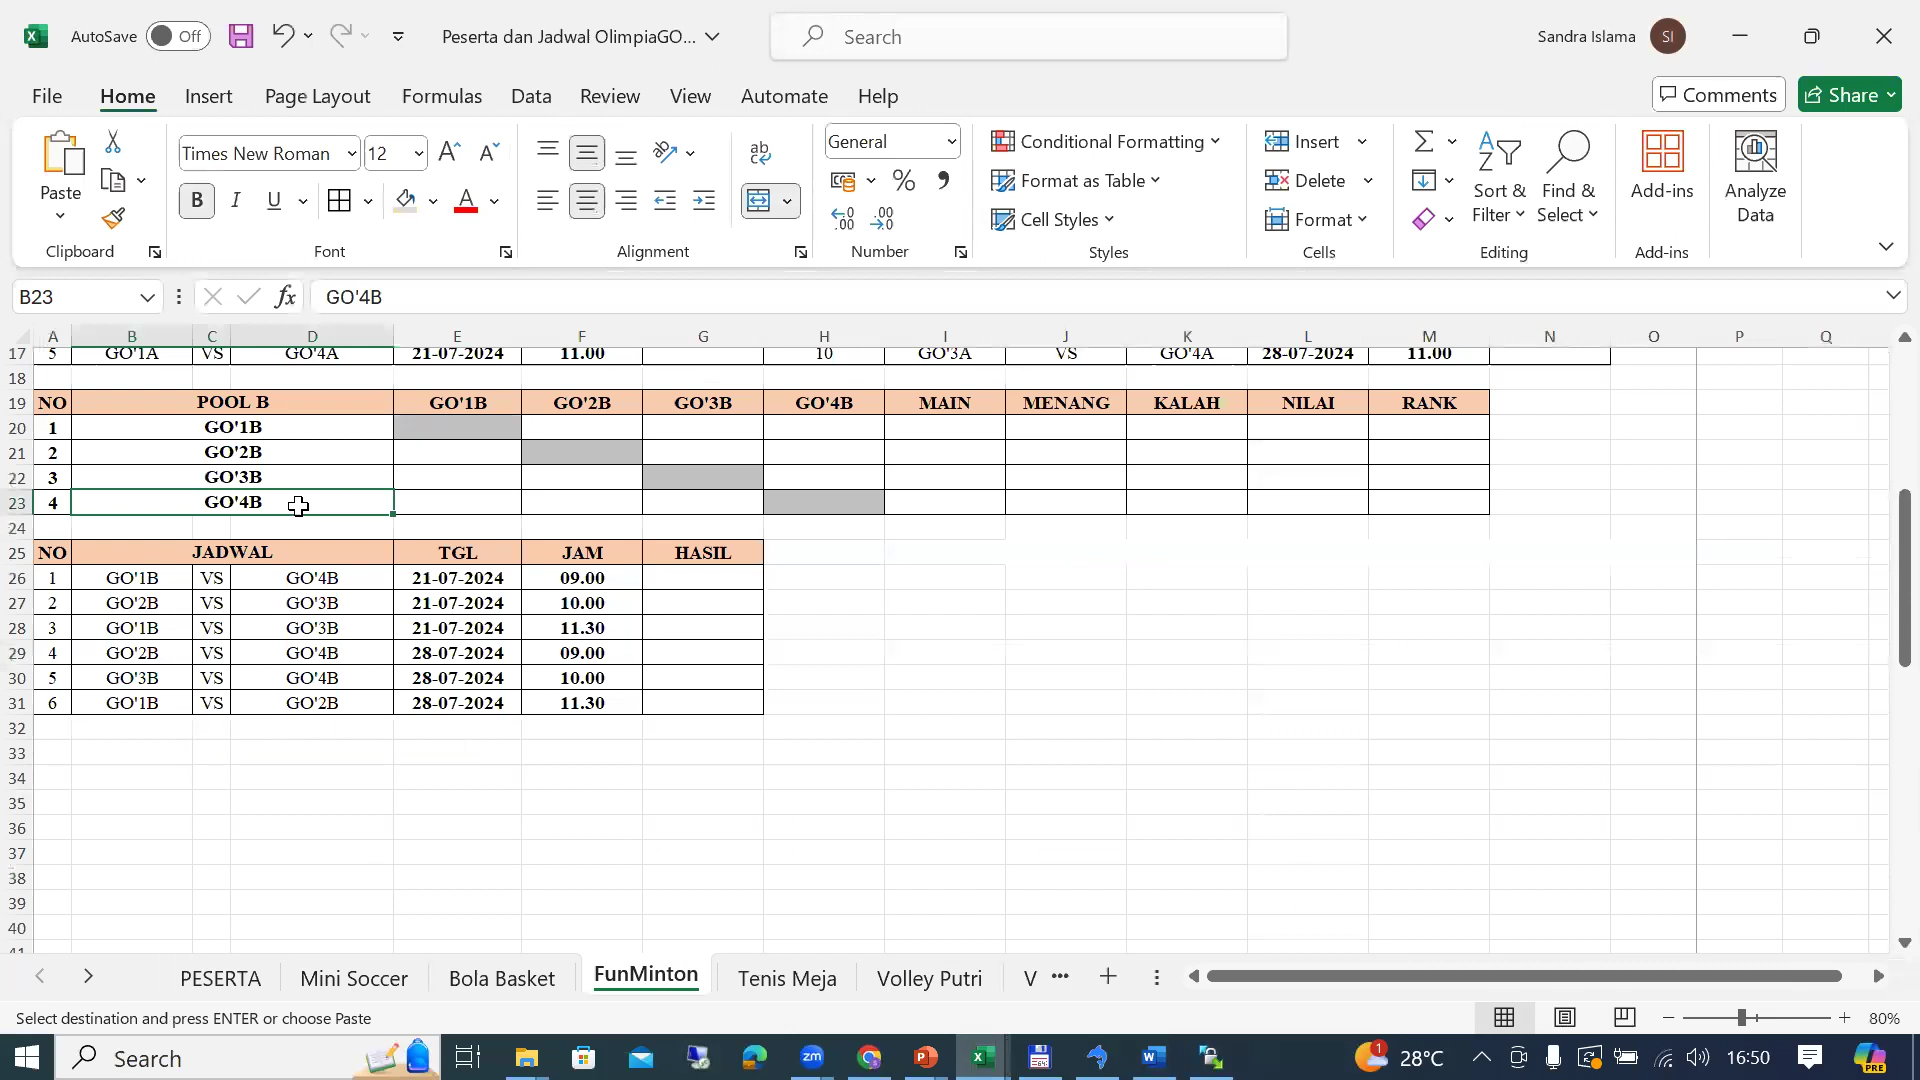 AutoSave Off Peserta dan Jadwal OlimpiaGO... Search Sandra Islama SI
File Home Insert Page Layout Formulas Data Review View Automate Help Comments Share
Paste Times New Roman 12 General Conditional Formatting Insert Sort & Filter Find & Select Add-ins Analyze Data
B I U Format as Table Delete
Cell Styles Format
Clipboard Font Alignment Number Styles Cells Editing Add-ins
B23 fx GO'4B
A B C D E F G H I J K L M N O P Q
17 5 GO'1A VS GO'4A 21-07-2024 11.00 10 GO'3A VS GO'4A 28-07-2024 11.00
18
19 NO POOL B GO'1B GO'2B GO'3B GO'4B MAIN MENANG KALAH NILAI RANK
20 1 GO'1B
21 2 GO'2B
22 3 GO'3B
23 4 GO'4B
24
25 NO JADWAL TGL JAM HASIL
26 1 GO'1B VS GO'4B 21-07-2024 09.00
27 2 GO'2B VS GO'3B 21-07-2024 10.00
28 3 GO'1B VS GO'3B 21-07-2024 11.30
29 4 GO'2B VS GO'4B 28-07-2024 09.00
30 5 GO'3B VS GO'4B 28-07-2024 10.00
31 6 GO'1B VS GO'2B 28-07-2024 11.30
32
33
34
35
36
37
38
39
40
41
PESERTA Mini Soccer Bola Basket FunMinton Tenis Meja Volley Putri V ...
Select destination and press ENTER or choose Paste 80%
Search 28°C 16:50